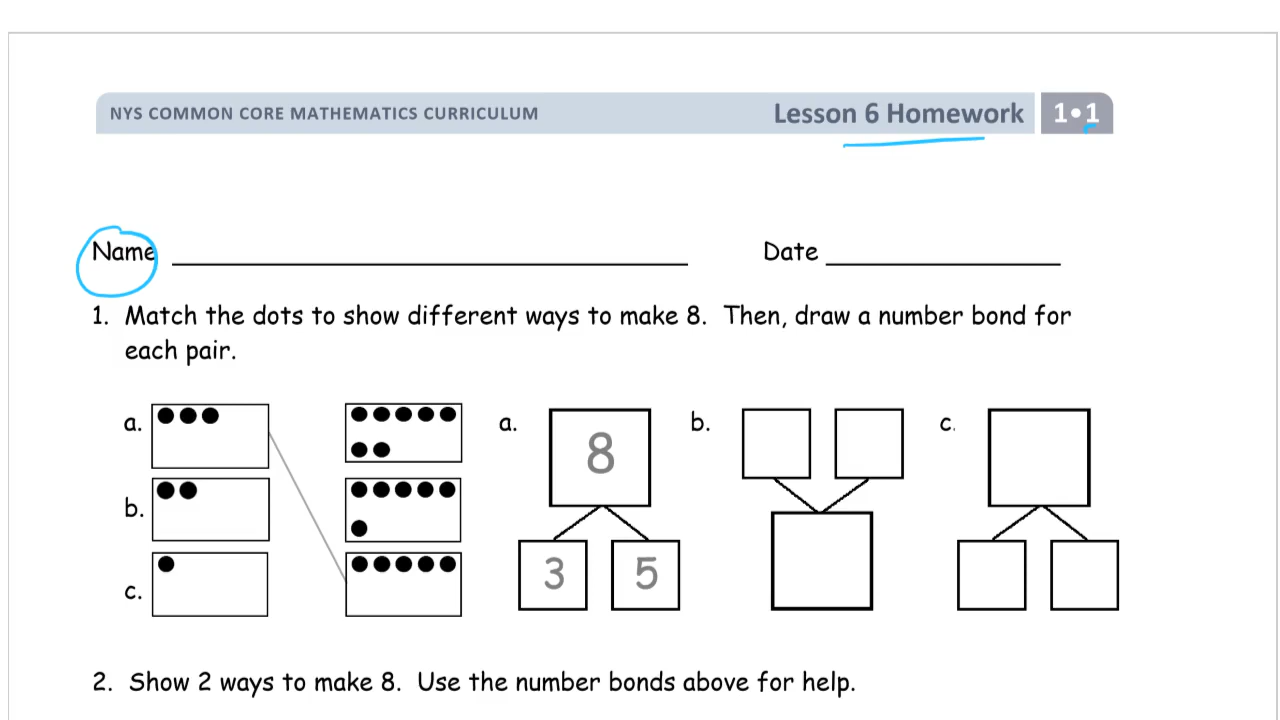 NYS COMMON CORE MATHEMATICS CURRICULUM Lesson 6 Homework 1•1
Name Date
1. Match the dots to show different ways to make 8. Then, draw a number bond for
each pair.
a.
b.
c.
a.
8
3 5
b.
c.
2. Show 2 ways to make 8. Use the number bonds above for help.